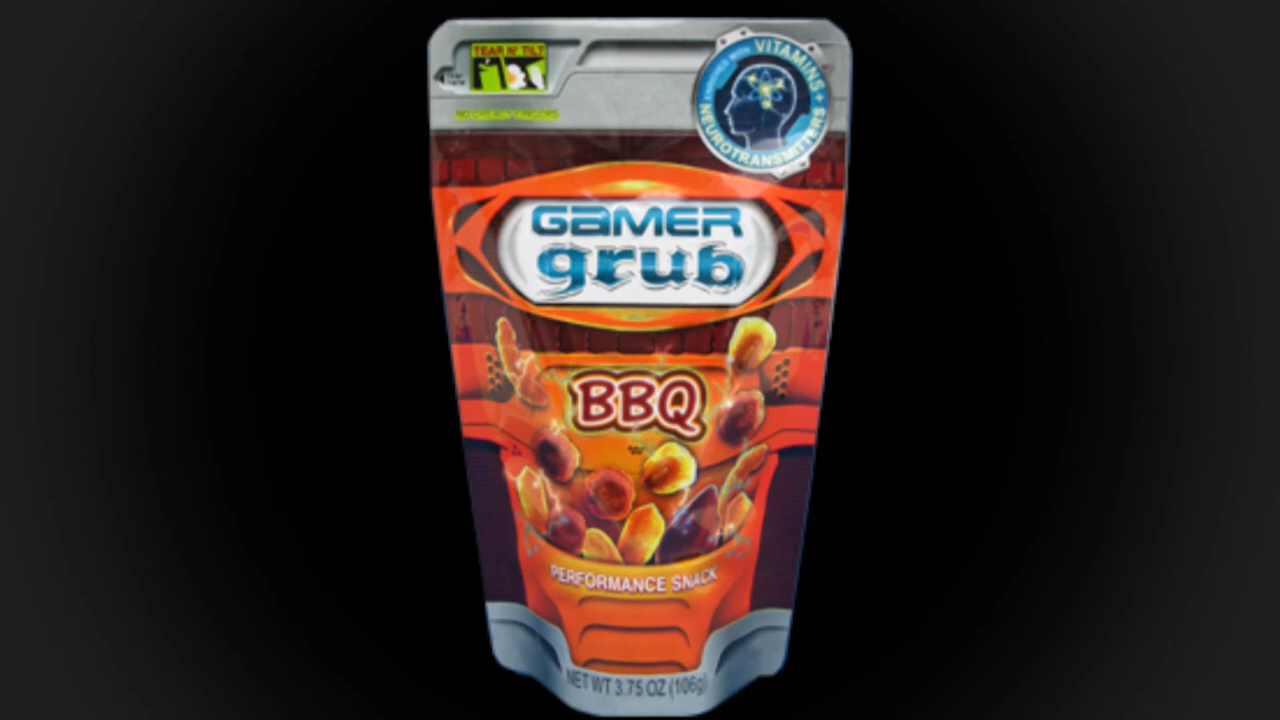 TEAR N' TILT
VITAMINS +
NEUROTRANSMITTERS
GAMER
grub
BBQ
PERFORMANCE SNACK
NET WT 3.75 OZ (106g)